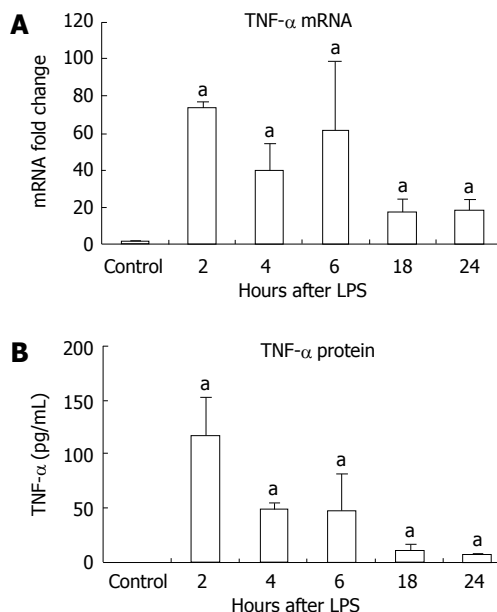 A
TNF-α mRNA
mRNA fold change
120
100
80
60
40
20
0
a a a a a
Control 2 4 6 18 24
Hours after LPS
B
TNF-α protein
TNF-α (pg/mL)
200
150
100
50
0
a a a a a
Control 2 4 6 18 24
Hours after LPS